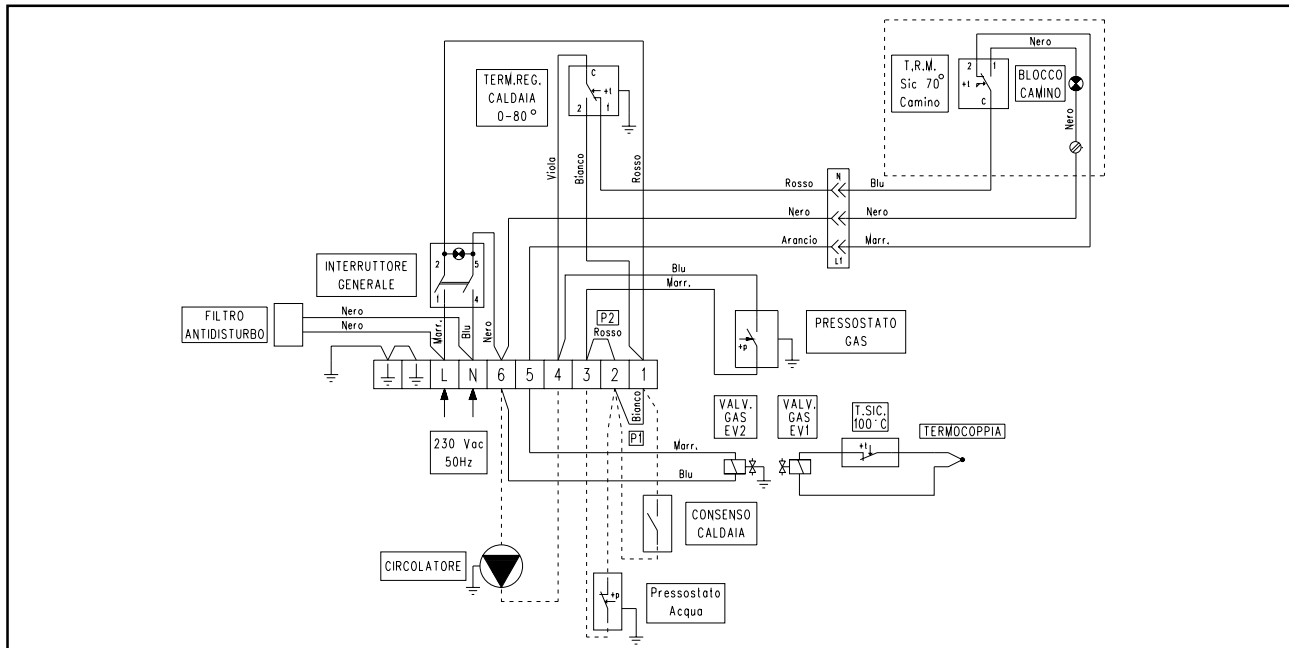 TERM.REG.
CALDAIA
0-80°
C
+t
2
1
Viola
Bianco
Rosso
T.R.M.
Sic 70°
Camino
2
1
+t
C
Nero
BLOCCO
CAMINO
Nero
Rosso
N
Blu
Nero
Nero
Arancio
Marr.
L1
INTERRUTTORE
GENERALE
2
5
1
4
FILTRO
ANTIDISTURBO
Nero
Nero
Marr.
Blu
Nero
Blu
Marr.
P2
Rosso
+p
PRESSOSTATO
GAS
L
N
6
5
4
3
2
1
230 Vac
50Hz
Bianco
P1
VALV.
GAS
EV2
VALV.
GAS
EV1
T.SIC.
100°C
+t
TERMOCOPPIA
Marr.
Blu
CONSENSO
CALDAIA
CIRCOLATORE
+p
Pressostato
Acqua